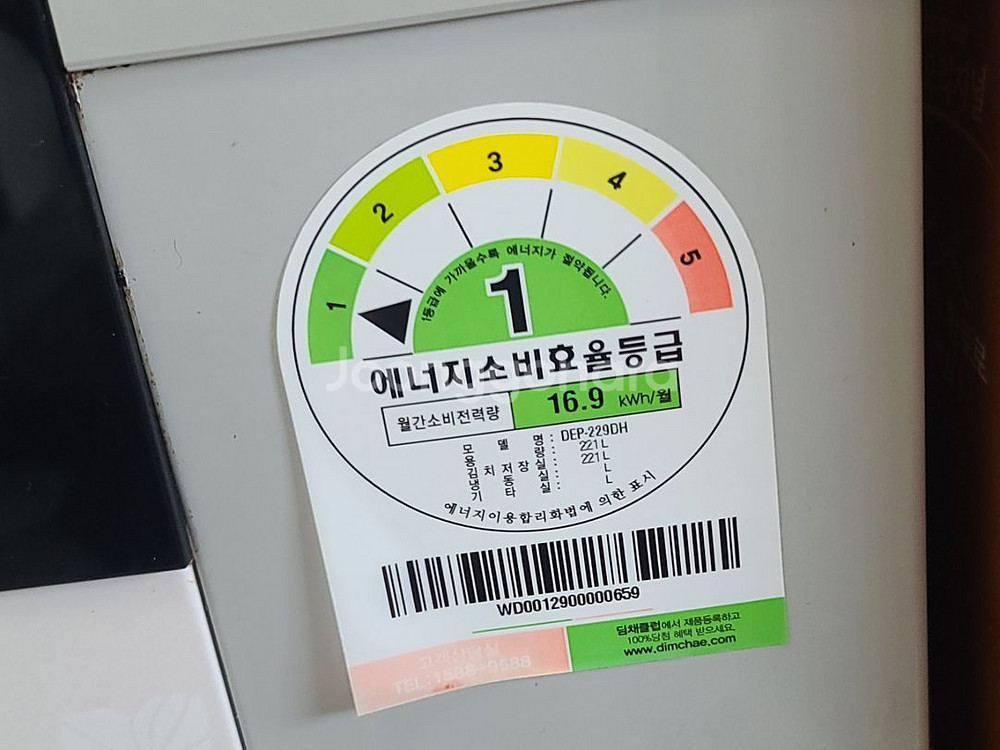 1
2
3
4
5
1등급에 가까울수록 에너지가 절약됩니다.
1
에너지소비효율등급
월간소비전력량 16.9 kWh/월
모델명: DEP-229DH
용량: 221L
김치저장실: 221L
냉동실: L
기타실: L
에너지이용합리화법에 의한 표시
WD0012900000659
고객상담실
TEL:1588-9588
딤채클럽에서 제품등록하고
100%당첨 혜택 받으세요.
www.dimchae.com